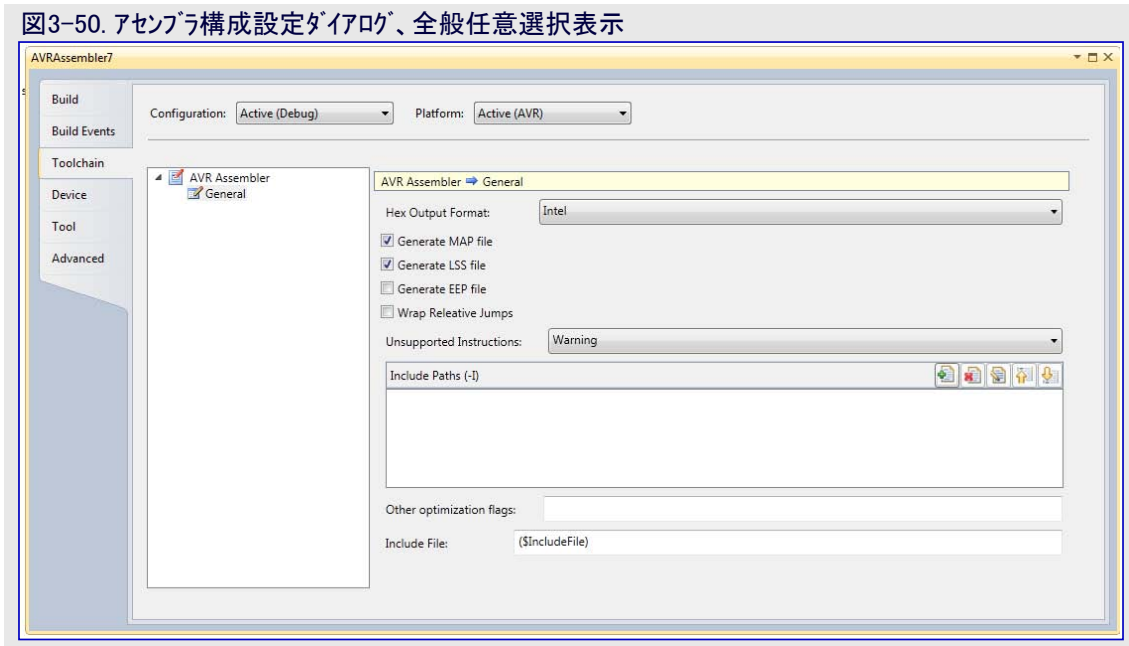 図3-50. アセンブラ構成設定ダイアログ、全般任意選択表示
AVRAssembler7
Build
Build Events
Toolchain
Device
Tool
Advanced
Configuration: Active (Debug) Platform: Active (AVR)
AVR Assembler
General
AVR Assembler ➡ General
Hex Output Format: Intel
Generate MAP file
Generate LSS file
Generate EEP file
Wrap Releative Jumps
Unsupported Instructions: Warning
Include Paths (-I)
Other optimization flags:
Include File: ($IncludeFile)